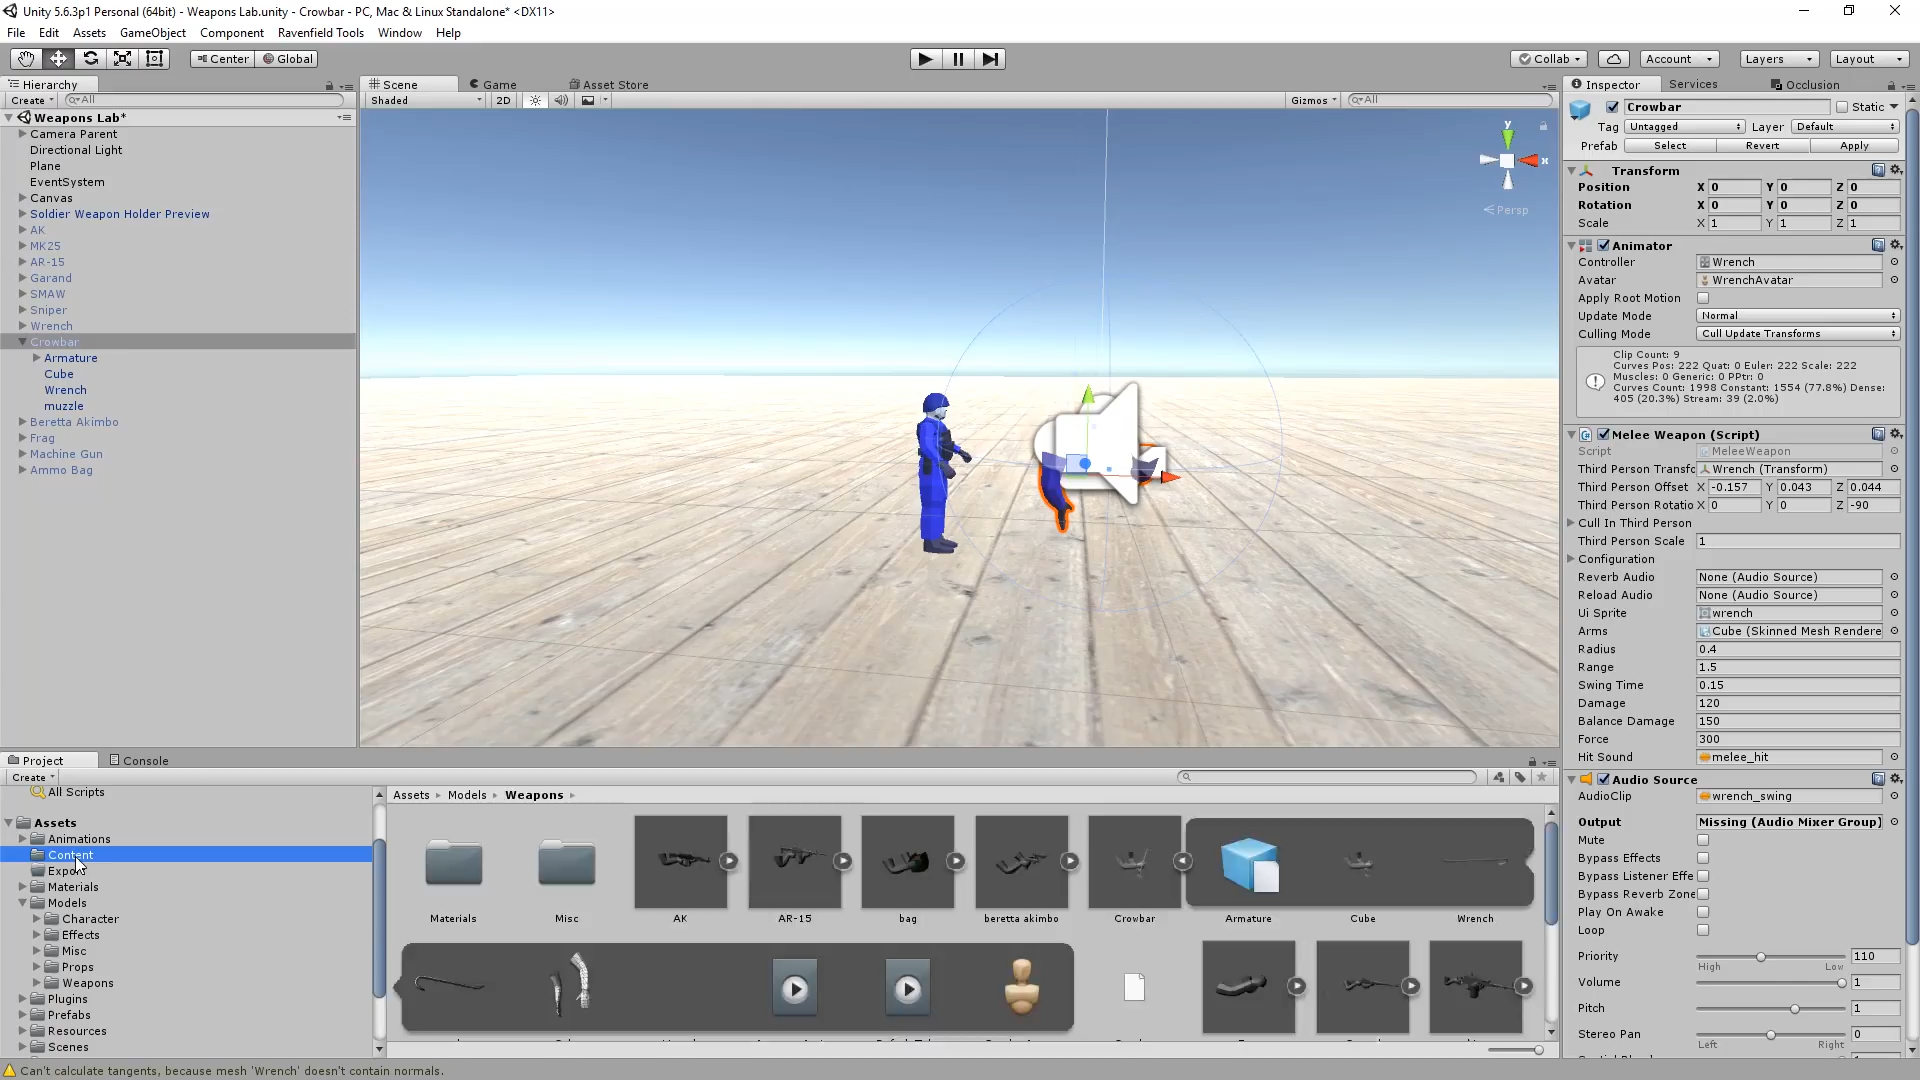 Unity 5.6.3p1 Personal (64bit) - Weapons Lab.unity - Crowbar - PC, Mac & Linux Standalone* <DX11>
File Edit Assets GameObject Component Ravenfield Tools Window Help
Center Global Collab Account Layers Layout
Hierarchy
Create All
Weapons Lab*
Camera Parent
Directional Light
Plane
EventSystem
Canvas
Soldier Weapon Holder Preview
AK
MK25
AR-15
Garand
SMAW
Sniper
Wrench
Crowbar
Armature
Cube
Wrench
muzzle
Beretta Akimbo
Frag
Machine Gun
Ammo Bag
Scene Game Asset Store
Shaded 2D Gizmos All
y
x
Persp
Inspector Services Occlusion
Crowbar Static
Tag Untagged Layer Default
Prefab Select Revert Apply
Transform
Position X 0 Y 0 Z 0
Rotation X 0 Y 0 Z 0
Scale X 1 Y 1 Z 1
Animator
Controller Wrench
Avatar WrenchAvatar
Apply Root Motion
Update Mode Normal
Culling Mode Cull Update Transforms
Clip Count: 9
Curves Pos: 222 Quat: 0 Euler: 222 Scale: 222
Muscles: 0 Generic: 0 PPtr: 0
Curves Count: 1998 Constant: 1554 (77.8%) Dense:
405 (20.3%) Stream: 39 (2.0%)
Melee Weapon (Script)
Script MeleeWeapon
Third Person Transfo Wrench (Transform)
Third Person Offset X -0.157 Y 0.043 Z 0.044
Third Person Rotatio X 0 Y 0 Z -90
Cull In Third Person
Third Person Scale 1
Configuration
Reverb Audio None (Audio Source)
Reload Audio None (Audio Source)
Ui Sprite wrench
Arms Cube (Skinned Mesh Rendere
Radius 0.4
Range 1.5
Swing Time 0.15
Damage 120
Balance Damage 150
Force 300
Hit Sound melee_hit
Audio Source
AudioClip wrench_swing
Output Missing (Audio Mixer Group)
Mute
Bypass Effects
Bypass Listener Effe
Bypass Reverb Zone
Play On Awake
Loop
Priority 110
High Low
Volume 1
Pitch 1
Stereo Pan 0
Left Right
Project Console
Create
All Scripts
Assets
Animations
Content
Export
Materials
Models
Character
Effects
Misc
Props
Weapons
Plugins
Prefabs
Resources
Scenes
Assets Models Weapons
Materials Misc AK AR-15 bag beretta akimbo Crowbar Armature Cube Wrench
Can't calculate tangents, because mesh 'Wrench' doesn't contain normals.